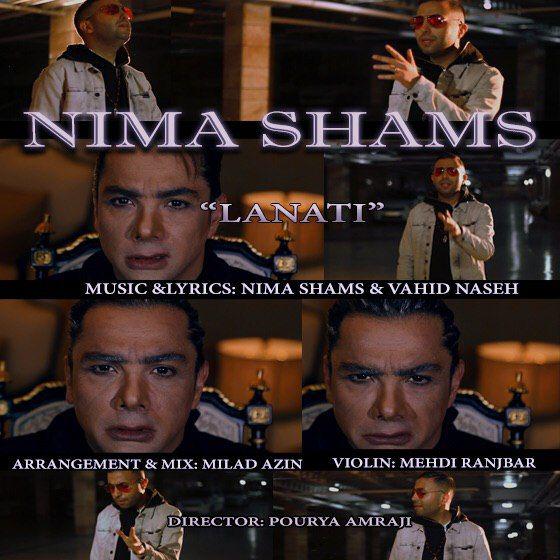 NIMA SHAMS
“LANATI”
MUSIC &LYRICS: NIMA SHAMS & VAHID NASEH
ARRANGEMENT & MIX: MILAD AZIN
VIOLIN: MEHDI RANJBAR
DIRECTOR: POURYA AMRAJI